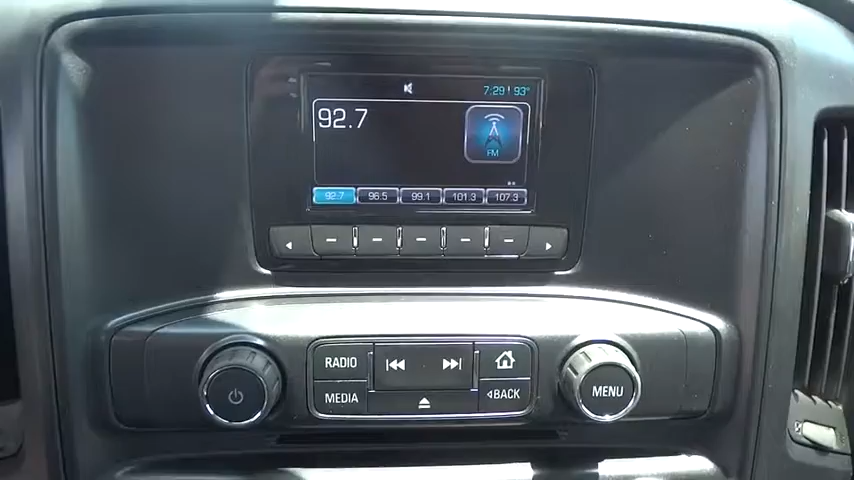 7:29 93°
92.7
FM
92.7 96.5 99.1 101.3 107.3
RADIO
MEDIA
BACK
MENU